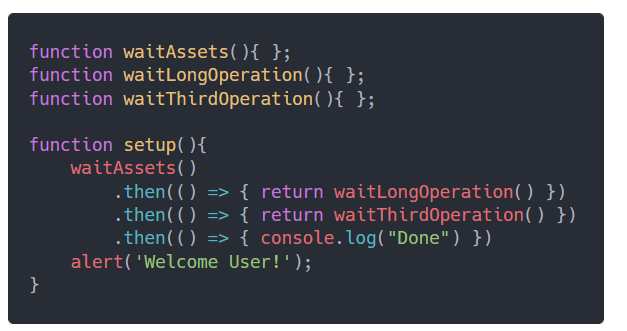 function waitAssets(){ };
function waitLongOperation(){ };
function waitThirdOperation(){ };

function setup(){
    waitAssets()
        .then(() => { return waitLongOperation() })
        .then(() => { return waitThirdOperation() })
        .then(() => { console.log("Done") })
    alert('Welcome User!');
}